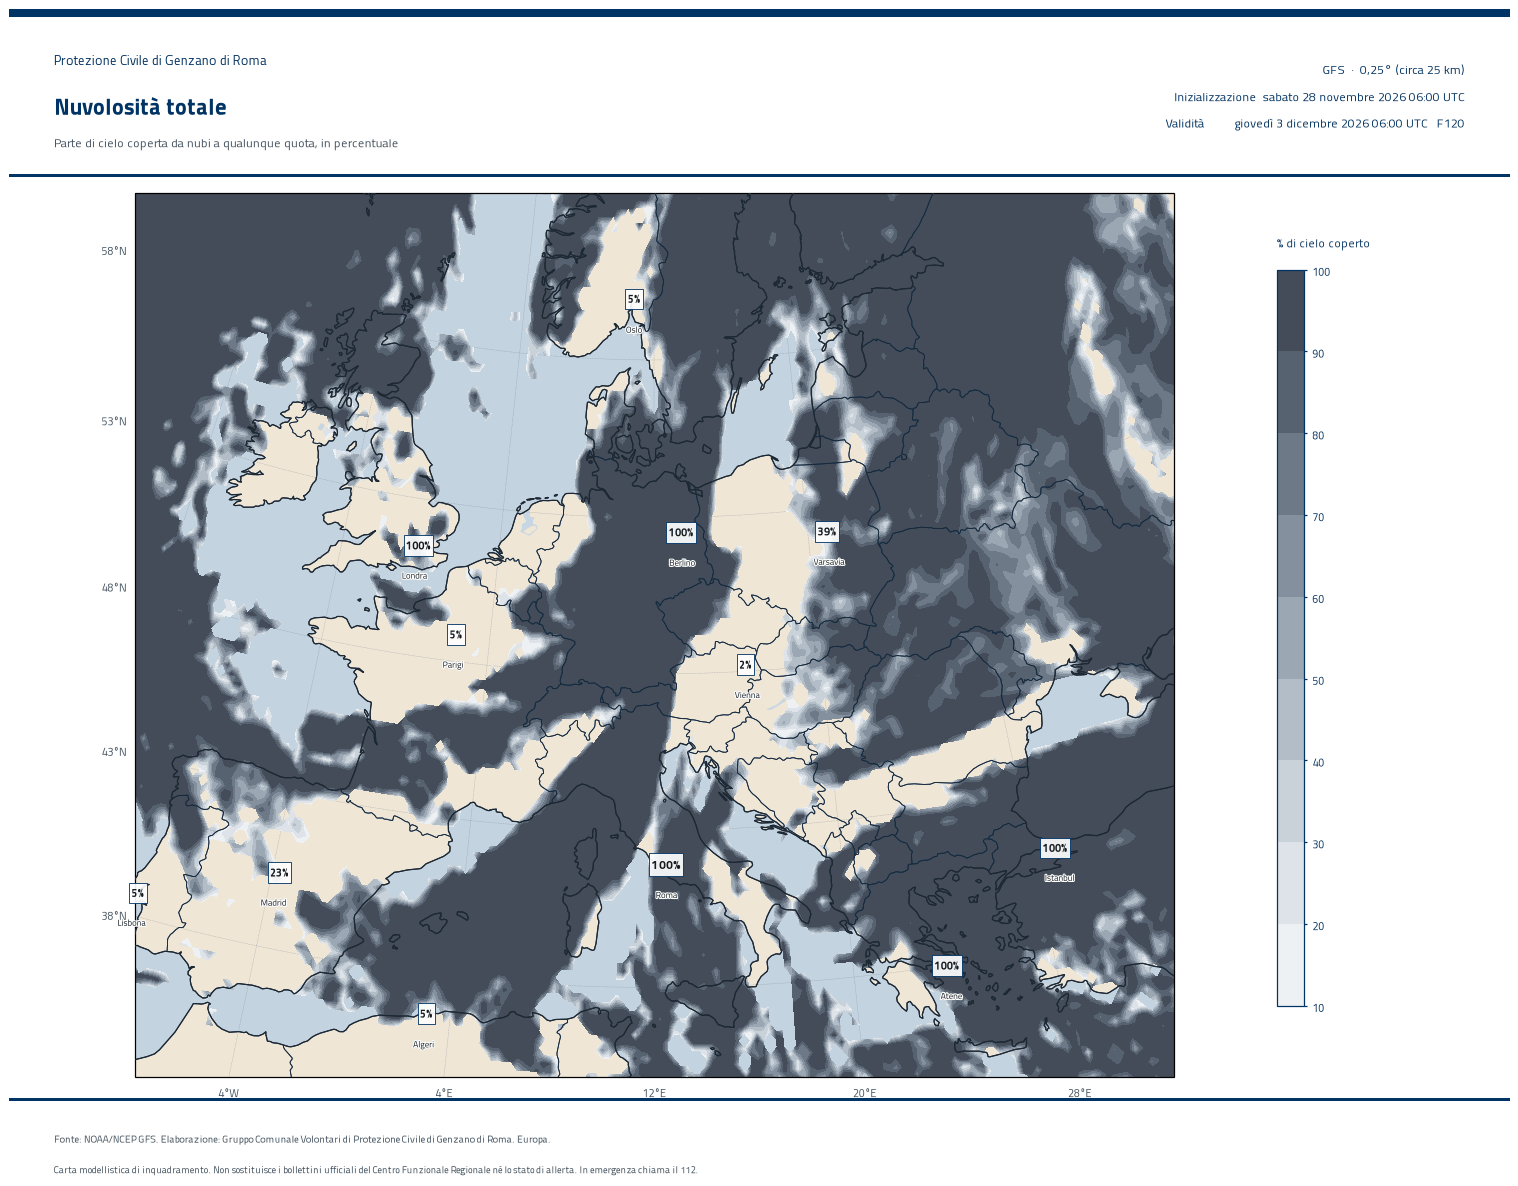 Protezione Civile di Genzano di Roma
Nuvolosità totale
Parte di cielo coperta da nubi a qualunque quota, in percentuale
GFS · 0,25° (circa 25 km)
Inizializzazione sabato 28 novembre 2026 06:00 UTC
Validità giovedì 3 dicembre 2026 06:00 UTC F120
% di cielo coperto
100
90
80
70
60
50
40
30
20
10
58°N
53°N
48°N
43°N
38°N
4°W
4°E
12°E
20°E
28°E
5%
Oslo
100%
Londra
100%
Berlino
39%
Varsavia
5%
Parigi
2%
Vienna
100%
Istanbul
100%
Roma
23%
Madrid
5%
Lisbona
100%
Atene
5%
Algeri
Fonte: NOAA/NCEP GFS. Elaborazione: Gruppo Comunale Volontari di Protezione Civile di Genzano di Roma. Europa.
Carta modellistica di inquadramento. Non sostituisce i bollettini ufficiali del Centro Funzionale Regionale né lo stato di allerta. In emergenza chiama il 112.